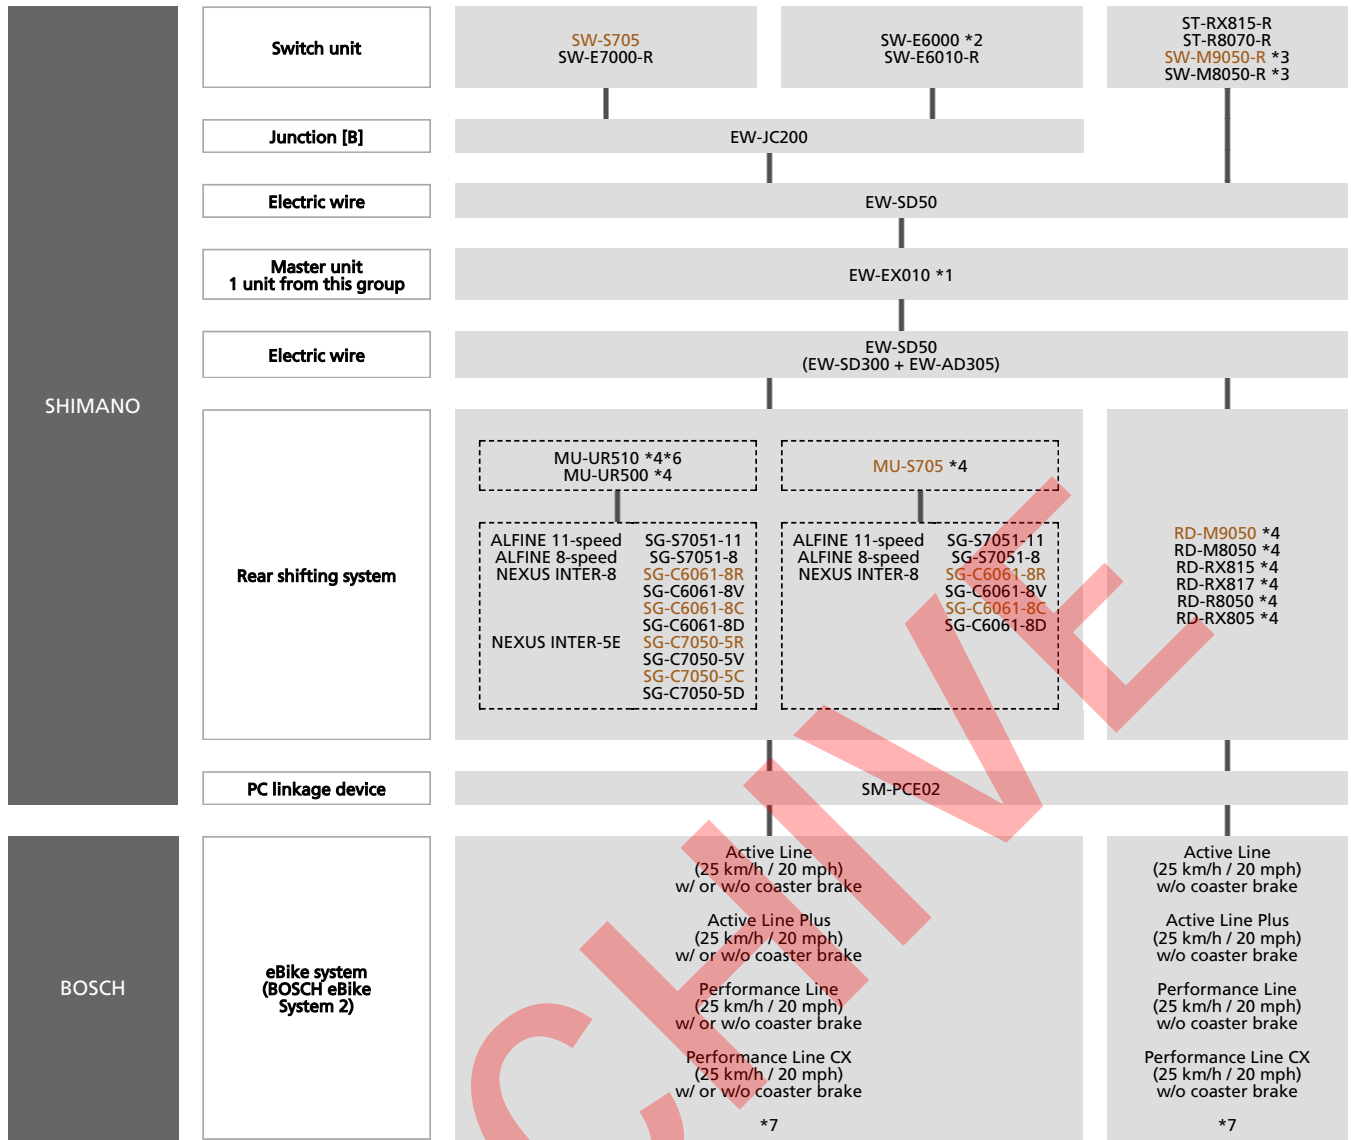 SHIMANO
Switch unit
SW-S705
SW-E7000-R
SW-E6000 *2
SW-E6010-R
ST-RX815-R
ST-R8070-R
SW-M9050-R *3
SW-M8050-R *3
Junction [B]
EW-JC200
Electric wire
EW-SD50
Master unit
1 unit from this group
EW-EX010 *1
Electric wire
EW-SD50
(EW-SD300 + EW-AD305)
Rear shifting system
MU-UR510 *4*6
MU-UR500 *4
ALFINE 11-speed SG-S7051-11
ALFINE 8-speed SG-S7051-8
NEXUS INTER-8 SG-C6061-8R
SG-C6061-8V
SG-C6061-8C
SG-C6061-8D
NEXUS INTER-5E SG-C7050-5R
SG-C7050-5V
SG-C7050-5C
SG-C7050-5D
MU-S705 *4
ALFINE 11-speed SG-S7051-11
ALFINE 8-speed SG-S7051-8
NEXUS INTER-8 SG-C6061-8R
SG-C6061-8V
SG-C6061-8C
SG-C6061-8D
RD-M9050 *4
RD-M8050 *4
RD-RX815 *4
RD-RX817 *4
RD-R8050 *4
RD-RX805 *4
PC linkage device
SM-PCE02
BOSCH
eBike system
(BOSCH eBike
System 2)
Active Line
(25 km/h / 20 mph)
w/ or w/o coaster brake
Active Line Plus
(25 km/h / 20 mph)
w/ or w/o coaster brake
Performance Line
(25 km/h / 20 mph)
w/ or w/o coaster brake
Performance Line CX
(25 km/h / 20 mph)
w/ or w/o coaster brake
*7
Active Line
(25 km/h / 20 mph)
w/o coaster brake
Active Line Plus
(25 km/h / 20 mph)
w/o coaster brake
Performance Line
(25 km/h / 20 mph)
w/o coaster brake
Performance Line CX
(25 km/h / 20 mph)
w/o coaster brake
*7
CHIVE